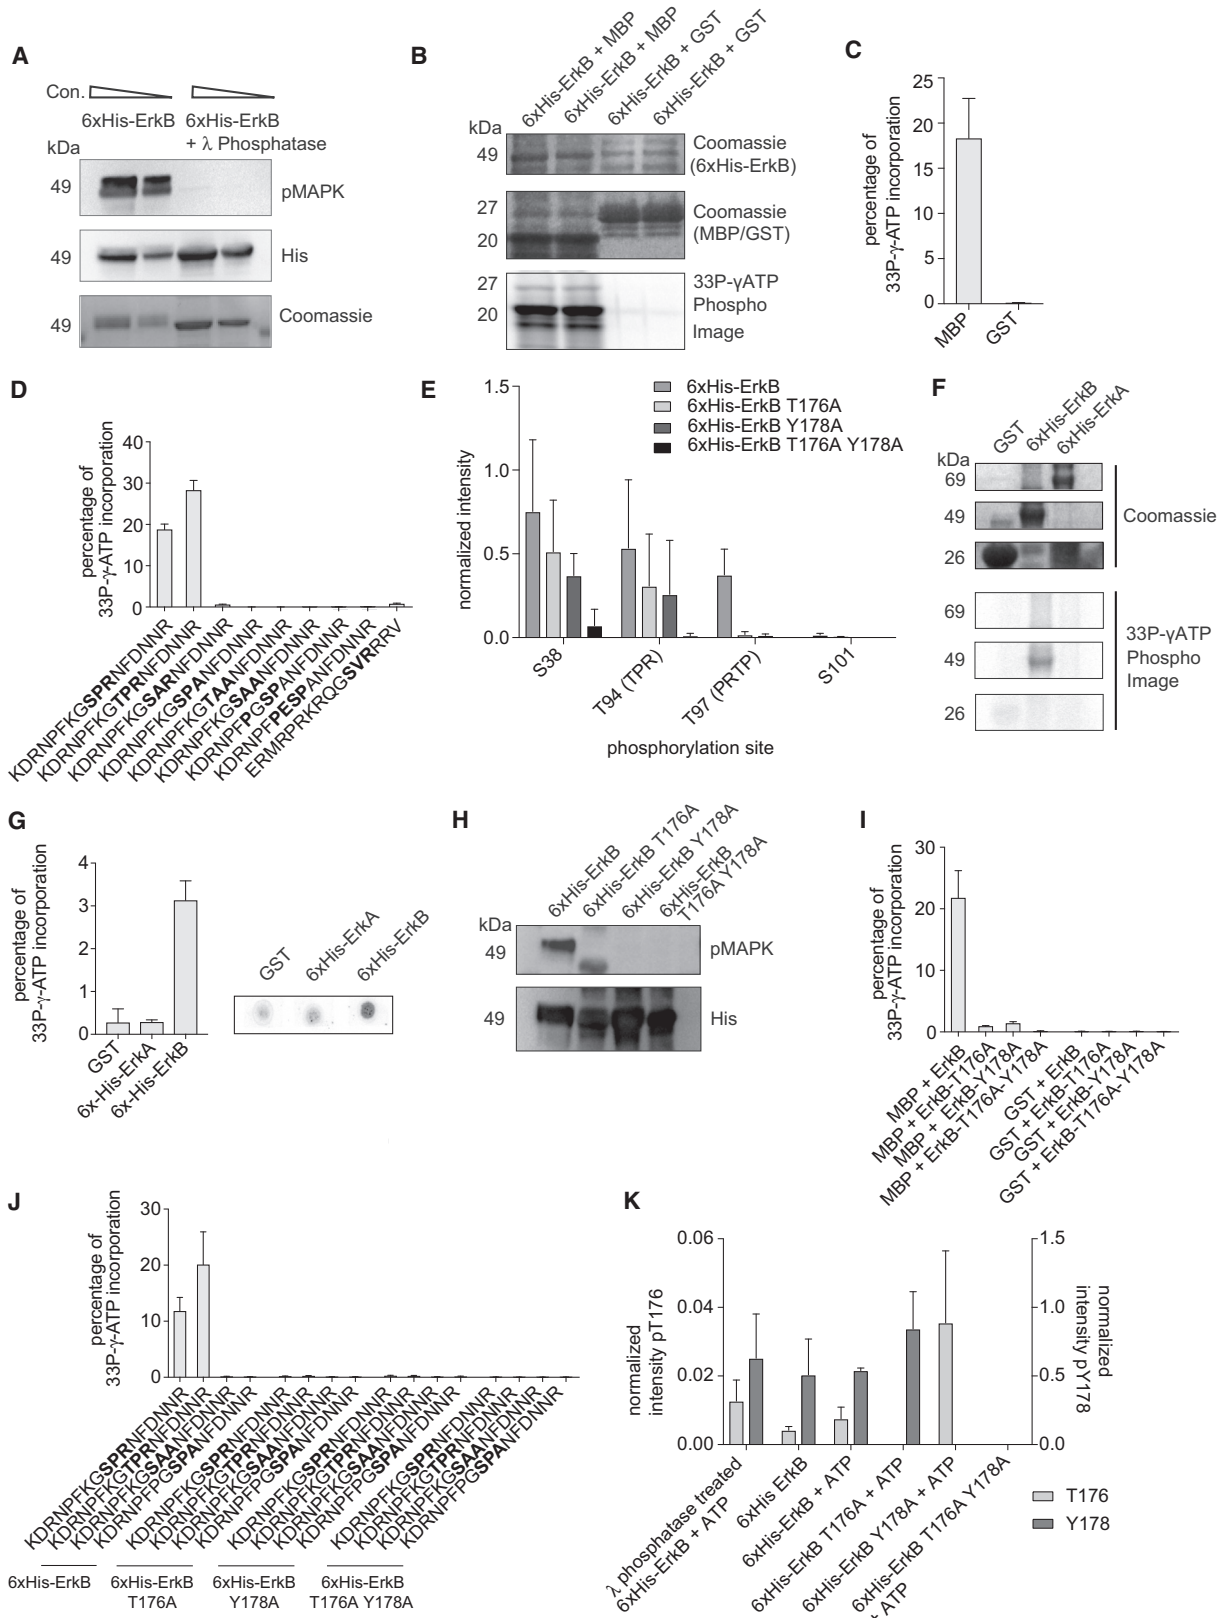 A
Con.
6xHis-ErkB
6xHis-ErkB
+ λ Phosphatase
kDa
49
pMAPK
49
His
49
Coomassie
B
6xHis-ErkB + MBP
6xHis-ErkB + MBP
6xHis-ErkB + GST
6xHis-ErkB + GST
kDa
49
Coomassie
(6xHis-ErkB)
27
20
Coomassie
(MBP/GST)
27
20
33P-γATP
Phospho
Image
C
percentage of
33P-γ-ATP incorporation
25
20
15
10
5
0
MBP
GST
D
percentage of
33P-γ-ATP incorporation
40
30
20
10
0
KDRNPFKGSPRNFDNNR
KDRNPFKGTPRNFDNNR
KDRNPFKGSARNFDNNR
KDRNPFKGSPANFDNNR
KDRNPFKGTAANFDNNR
KDRNPFKGSAANFDNNR
KDRNPFPGSPANFDNNR
KDRNPFPESPANFDNNR
ERMRPRKRQGSVRRRV
E
normalized intensity
1.5
1.0
0.5
0.0
6xHis-ErkB
6xHis-ErkB T176A
6xHis-ErkB Y178A
6xHis-ErkB T176A Y178A
S38
T94 (TPR)
T97 (PRTP)
S101
phosphorylation site
F
GST
6xHis-ErkB
6xHis-ErkA
kDa
69
49
26
Coomassie
69
49
26
33P-γATP
Phospho
Image
G
percentage of
33P-γ-ATP incorporation
4
3
2
1
0
GST
6x-His-ErkA
6x-His-ErkB
GST
6xHis-ErkA
6xHis-ErkB
H
6xHis-ErkB
6xHis-ErkB T176A
6xHis-ErkB Y178A
6xHis-ErkB
T176A Y178A
kDa
49
pMAPK
49
His
I
percentage of
33P-γ-ATP incorporation
30
20
10
0
MBP + ErkB
MBP + ErkB-T176A
MBP + ErkB-Y178A
MBP + ErkB-T176A-Y178A
GST + ErkB
GST + ErkB-T176A
GST + ErkB-Y178A
GST + ErkB-T176A-Y178A
J
percentage of
33P-γ-ATP incorporation
30
20
10
0
KDRNPFKGSPRNFDNNR
KDRNPFKGTPRNFDNNR
KDRNPFKGSAANFDNNR
KDRNPFPGSPANFDNNR
KDRNPFKGSPRNFDNNR
KDRNPFKGTPRNFDNNR
KDRNPFKGSAANFDNNR
KDRNPFPGSPANFDNNR
KDRNPFKGSPRNFDNNR
KDRNPFKGTPRNFDNNR
KDRNPFKGSAANFDNNR
KDRNPFPGSPANFDNNR
KDRNPFKGSPRNFDNNR
KDRNPFKGTPRNFDNNR
KDRNPFKGSAANFDNNR
KDRNPFPGSPANFDNNR
6xHis-ErkB
6xHis-ErkB
T176A
6xHis-ErkB
Y178A
6xHis-ErkB
T176A Y178A
K
normalized
intensity pT176
0.06
0.04
0.02
0.00
1.5
1.0
0.5
0.0
normalized
intensity pY178
λ phosphatase treated
6xHis-ErkB + ATP
6xHis ErkB
6xHis-ErkB + ATP
6xHis-ErkB T176A + ATP
6xHis-ErkB Y178A + ATP
6xHis-ErkB T176A Y178A
+ ATP
T176
Y178